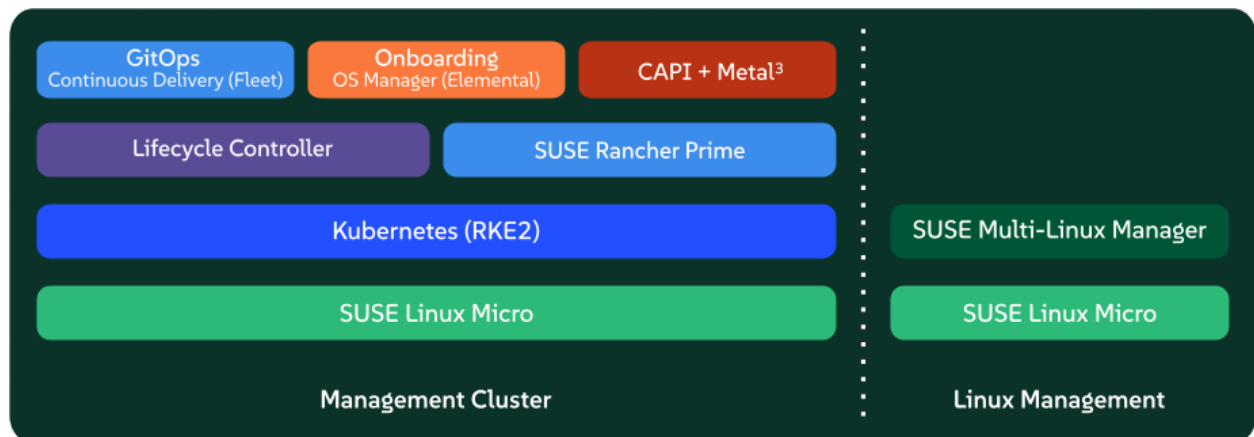 GitOps
Continuous Delivery (Fleet)
Onboarding
OS Manager (Elemental)
CAPI + Metal³
Lifecycle Controller
SUSE Rancher Prime
Kubernetes (RKE2)
SUSE Multi-Linux Manager
SUSE Linux Micro
SUSE Linux Micro
Management Cluster
Linux Management